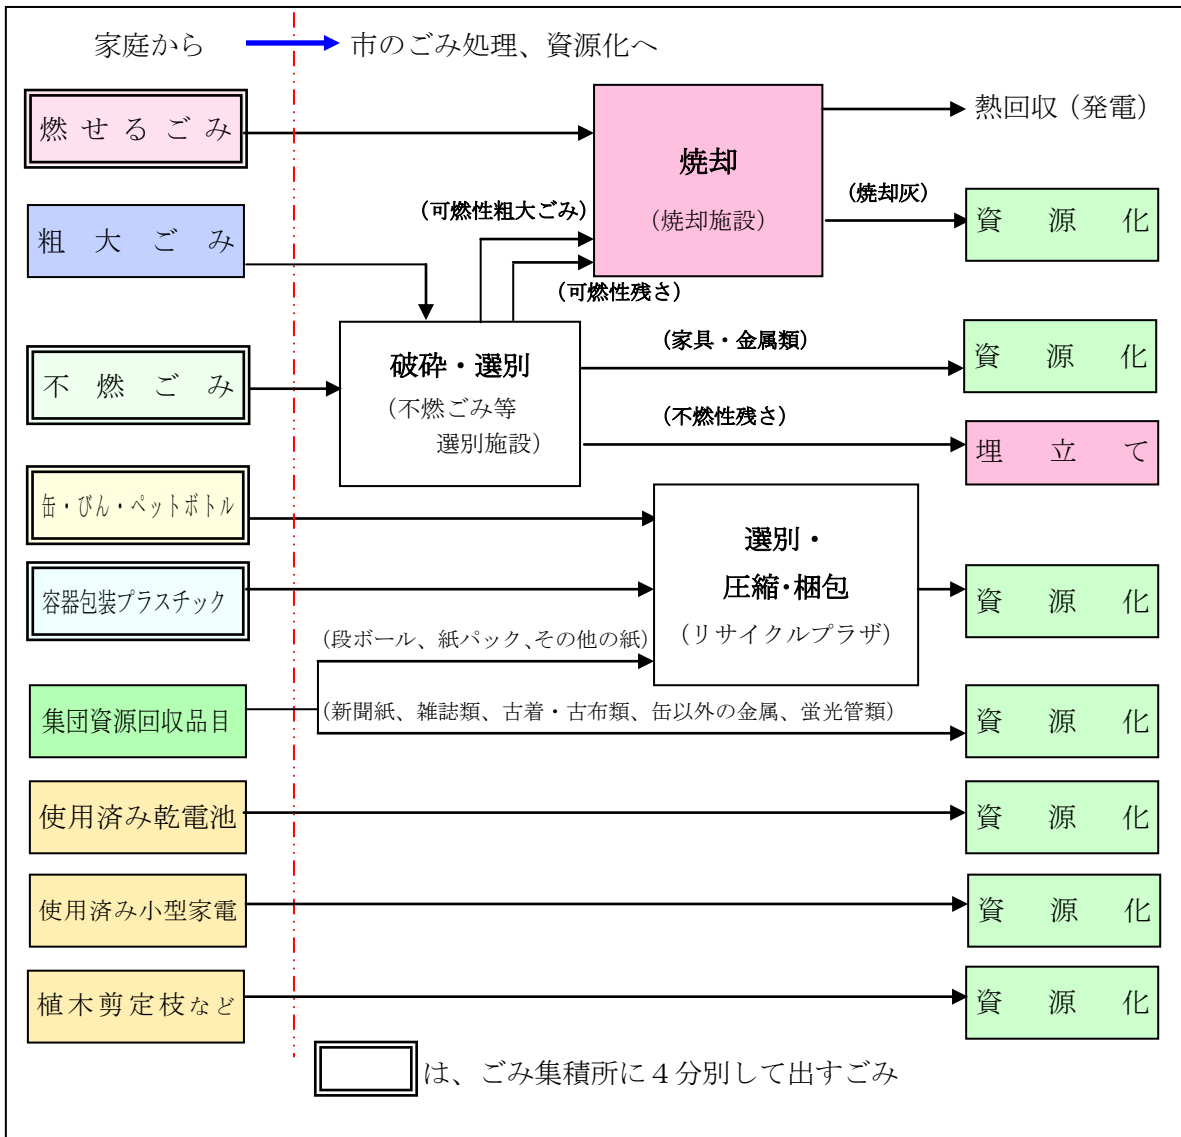 家庭から
市のごみ処理、資源化へ
燃せるごみ
焼却
(焼却施設)
熱回収(発電)
(焼却灰)
資源化
粗大ごみ
(可燃性粗大ごみ)
(可燃性残さ)
不燃ごみ
破砕・選別
(不燃ごみ等
選別施設)
(家具・金属類)
資源化
(不燃性残さ)
埋立て
缶・びん・ペットボトル
容器包装プラスチック
選別・
圧縮・梱包
(リサイクルプラザ)
資源化
集団資源回収品目
(段ボール、紙パック、その他の紙)
(新聞紙、雑誌類、古着・古布類、缶以外の金属、蛍光管類)
資源化
使用済み乾電池
資源化
使用済み小型家電
資源化
植木剪定枝など
資源化
は、ごみ集積所に4分別して出すごみ